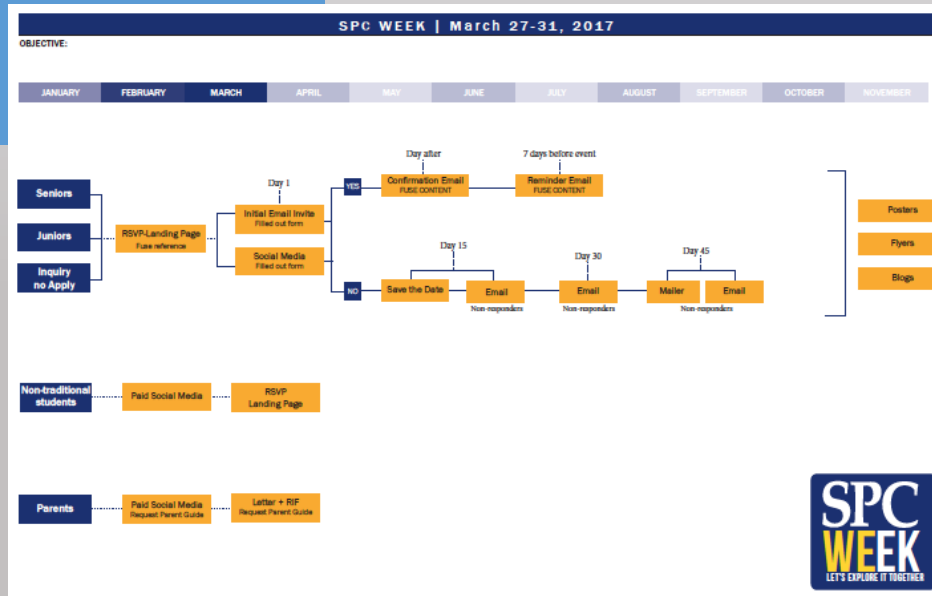 SPC WEEK | March 27-31, 2017
OBJECTIVE:
JANUARY FEBRUARY MARCH APRIL MAY JUNE JULY AUGUST SEPTEMBER OCTOBER NOVEMBER
Seniors
Juniors
Inquiry
no Apply
RSVP-Landing Page
Fuse reference
Day 1
Initial Email Invite
Filled out form
Social Media
Filled out form
YES
Day after
Confirmation Email
FUSE CONTENT
7 days before event
Reminder Email
FUSE CONTENT
NO
Day 15
Save the Date
Email
Non-responders
Day 30
Email
Non-responders
Day 45
Mailer
Email
Non-responders
Posters
Flyers
Blogs
Non-traditional
students
Paid Social Media
RSVP
Landing Page
Parents
Paid Social Media
Request Parent Guide
Letter + RIF
Request Parent Guide
SPC
WEEK
LET'S EXPLORE IT TOGETHER